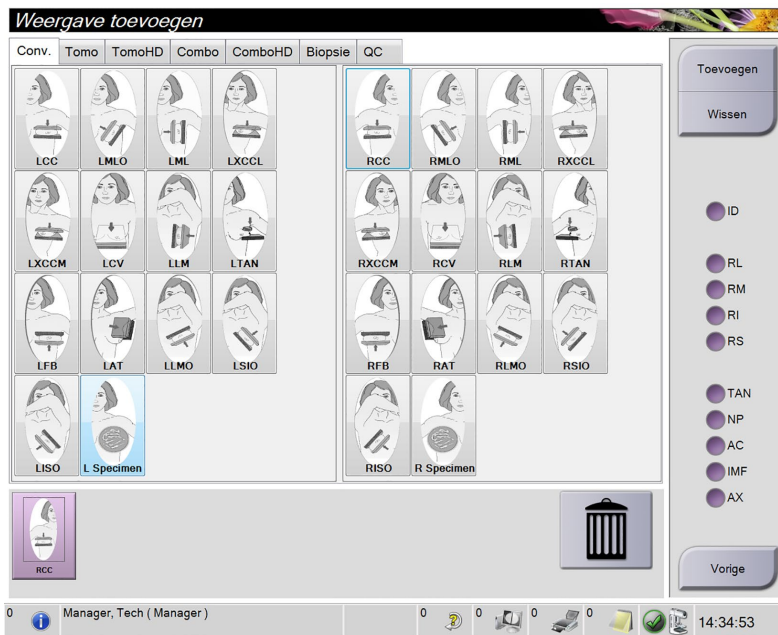 Weergave toevoegen
Conv. Tomo TomoHD Combo ComboHD Biopsie QC
LCC LMLO LML LXCCL
LXCCM LCV LLM LTAN
LFB LAT LLMO LSIO
LISO L Specimen
RCC RMLO RML RXCCL
RXCCM RCV RLM RTAN
RFB RAT RLMO RSIO
RISO R Specimen
Toevoegen
Wissen
ID
RL
RM
RI
RS
TAN
NP
AC
IMF
AX
Vorige
RCC
0 Manager, Tech ( Manager ) 0 0 0 0 14:34:53